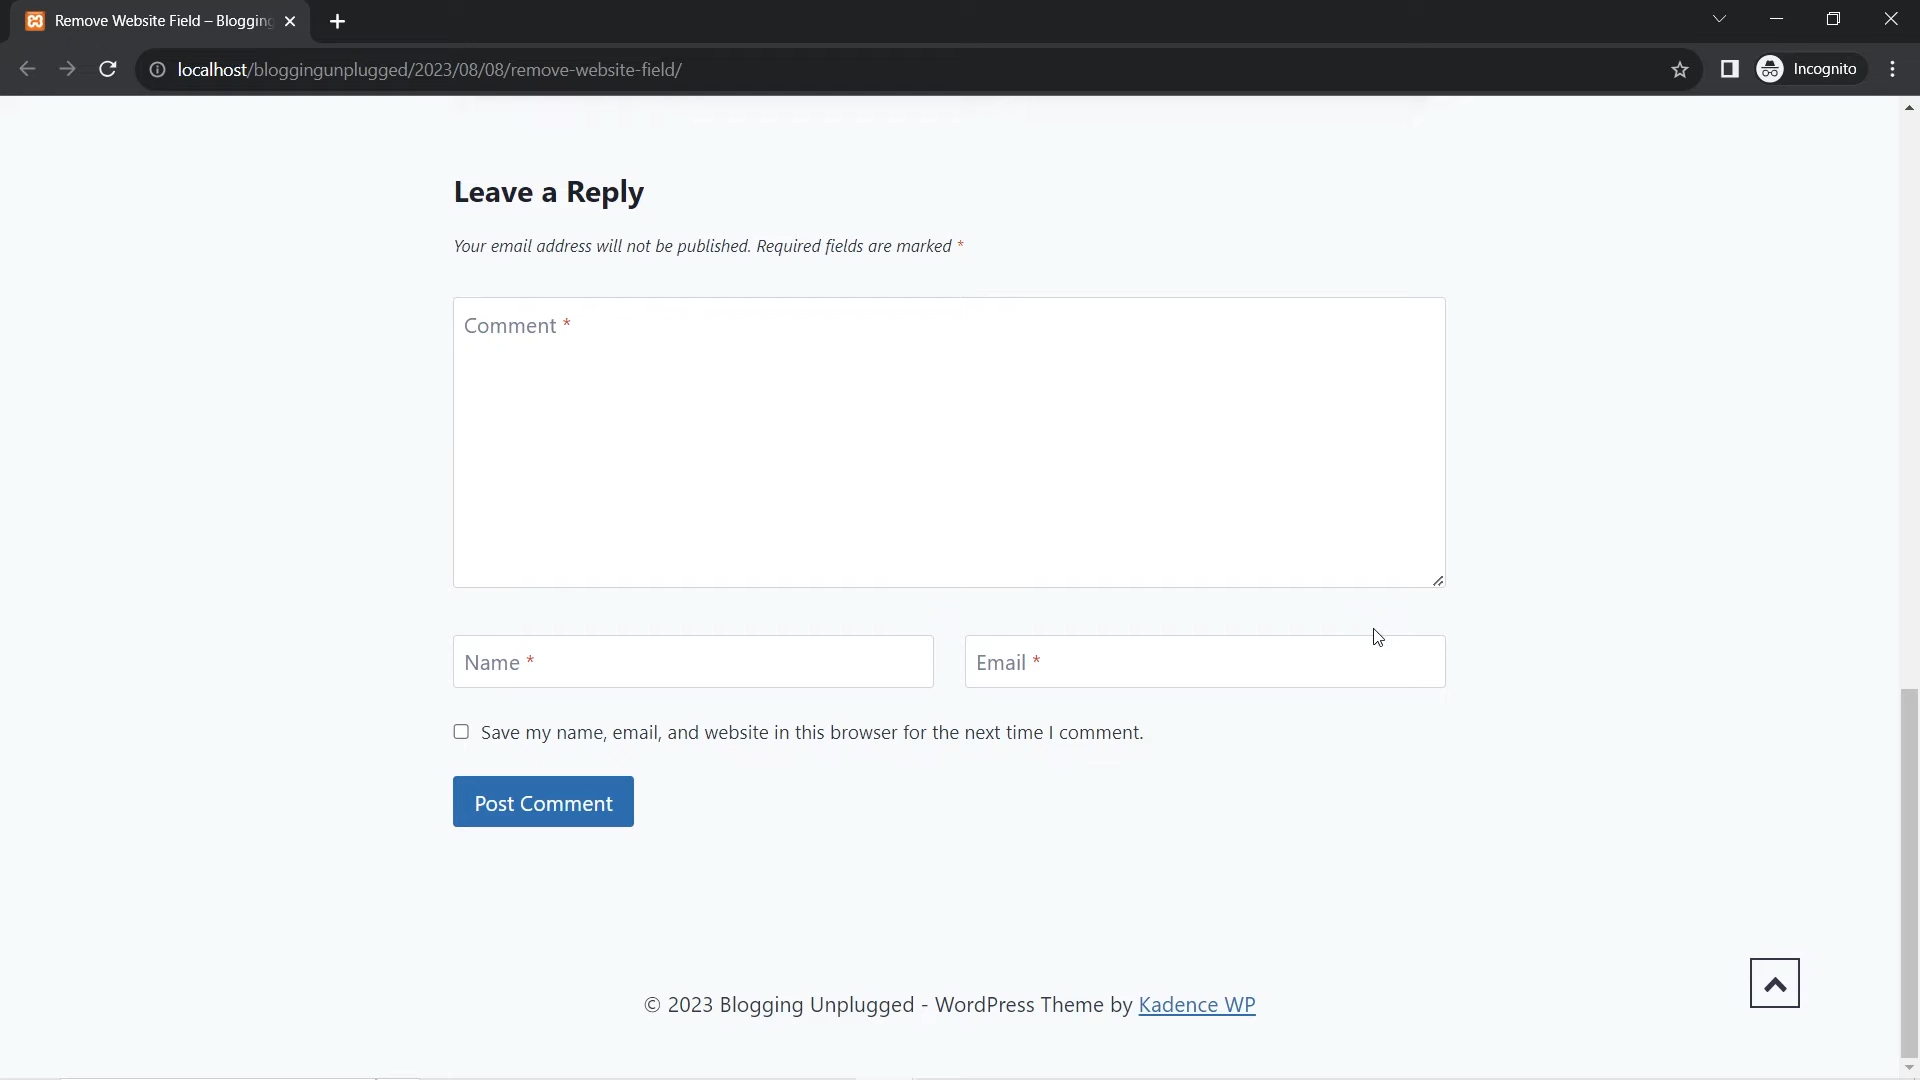 Remove Website Field – Blogging
localhost/bloggingunplugged/2023/08/08/remove-website-field/
Incognito
Leave a Reply
Your email address will not be published. Required fields are marked *
Comment *
Name *
Email *
Save my name, email, and website in this browser for the next time I comment.
Post Comment
© 2023 Blogging Unplugged - WordPress Theme by Kadence WP